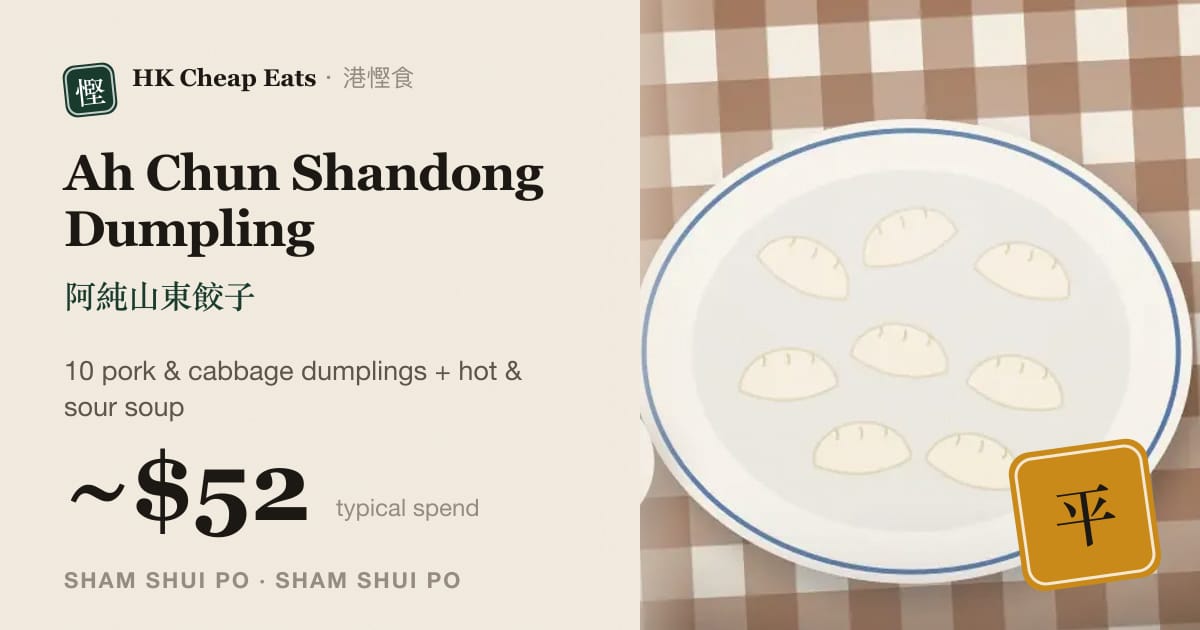 慳
HK Cheap Eats · 港慳食
Ah Chun Shandong
Dumpling
阿純山東餃子
10 pork & cabbage dumplings + hot &
sour soup
~$52 typical spend
SHAM SHUI PO · SHAM SHUI PO
平